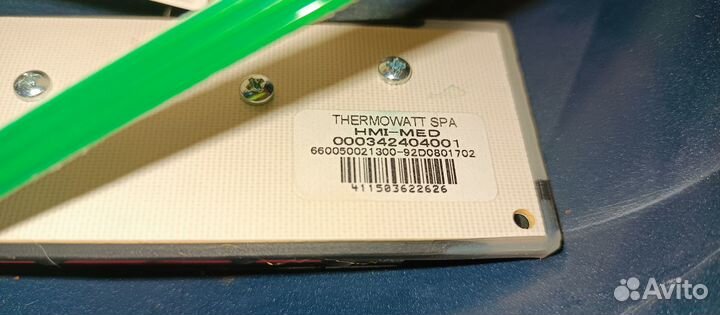 THERMOWATT SPA
HMI-MED
000342404001
660050021300-92D0801702
411503622626
Avito